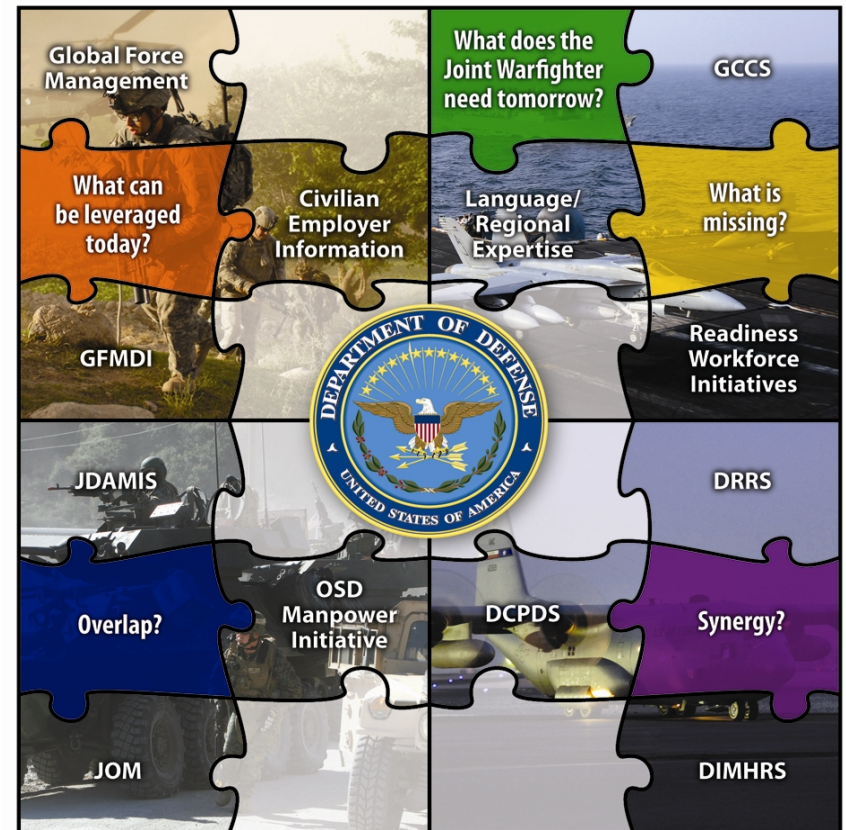 Global Force
Management
What does the
Joint Warfighter
need tomorrow?
GCCS
What can
be leveraged
today?
Civilian
Employer
Information
Language/
Regional
Expertise
What is
missing?
GFMDI
Readiness
Workforce
Initiatives
DEPARTMENT OF DEFENSE
UNITED STATES OF AMERICA
JDAMIS
DRRS
Overlap?
OSD
Manpower
Initiative
DCPDS
Synergy?
JOM
DIMHRS